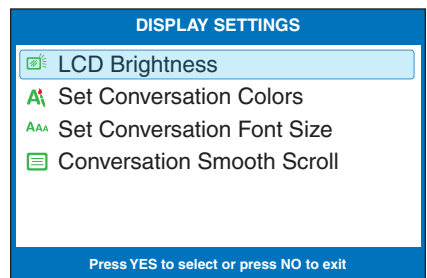 DISPLAY SETTINGS
LCD Brightness
Set Conversation Colors
Set Conversation Font Size
Conversation Smooth Scroll
Press YES to select or press NO to exit